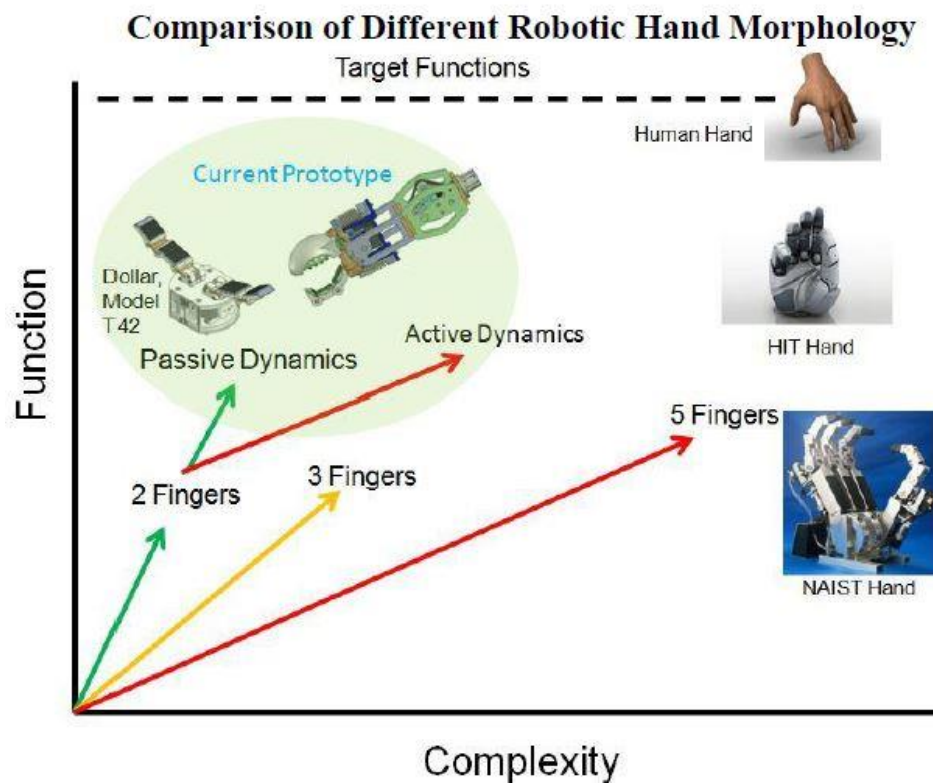 Comparison of Different Robotic Hand Morphology
Target Functions
Human Hand
Current Prototype
Dollar,
Model
T42
HIT Hand
Active Dynamics
Passive Dynamics
5 Fingers
3 Fingers
2 Fingers
NAIST Hand
Function
Complexity